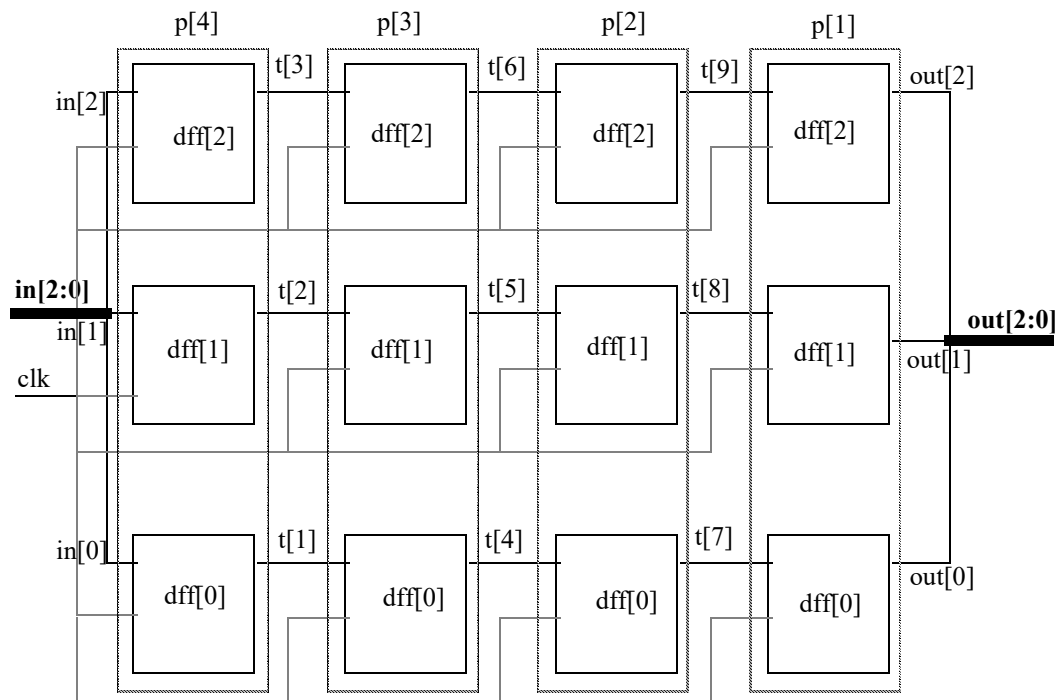 p[4] p[3] p[2] p[1]
t[3] t[6] t[9] out[2]
in[2]
dff[2] dff[2] dff[2] dff[2]
in[2:0] t[2] t[5] t[8]
in[1] out[2:0]
dff[1] dff[1] dff[1] dff[1] out[1]
clk
in[0] t[1] t[4] t[7]
out[0]
dff[0] dff[0] dff[0] dff[0]